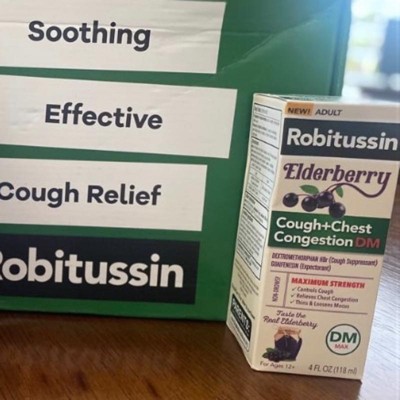 Soothing
Effective
Cough Relief
Robitussin
NEW! ADULT
Robitussin
Elderberry
Cough+Chest
Congestion DM
DEXTROMETHORPHAN HBr (Cough Suppressant)
GUAIFENESIN (Expectorant)
NON-DROWSY
MAXIMUM STRENGTH
✓ Controls Cough
✓ Relieves Chest Congestion
✓ Thins & Loosens Mucus
Taste the
Real Elderberry
DM
MAX
For Ages 12+
4 FL OZ (118 ml)